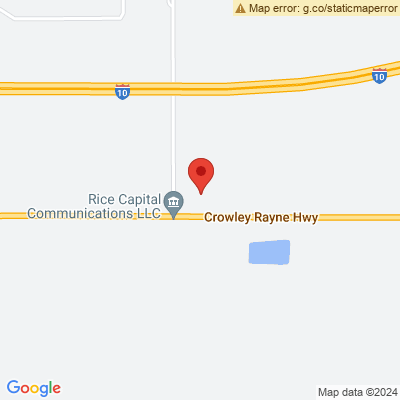 Map error: g.co/staticmaperror
10
10
Rice Capital
Communications LLC
Crowley Rayne Hwy
Google
Map data ©2024